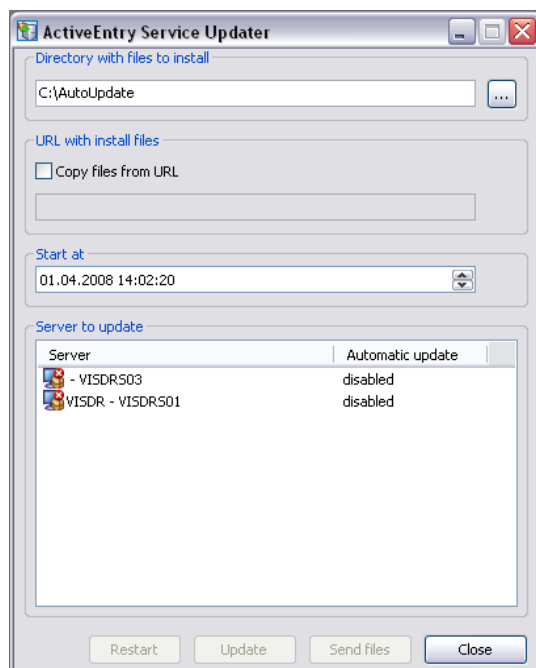 ActiveEntry Service Updater
Directory with files to install
C:\AutoUpdate
...
URL with install files
Copy files from URL
Start at
01.04.2008 14:02:20
Server to update
Server Automatic update
- VISDRS03 disabled
VISDR - VISDRS01 disabled
Restart Update Send files Close